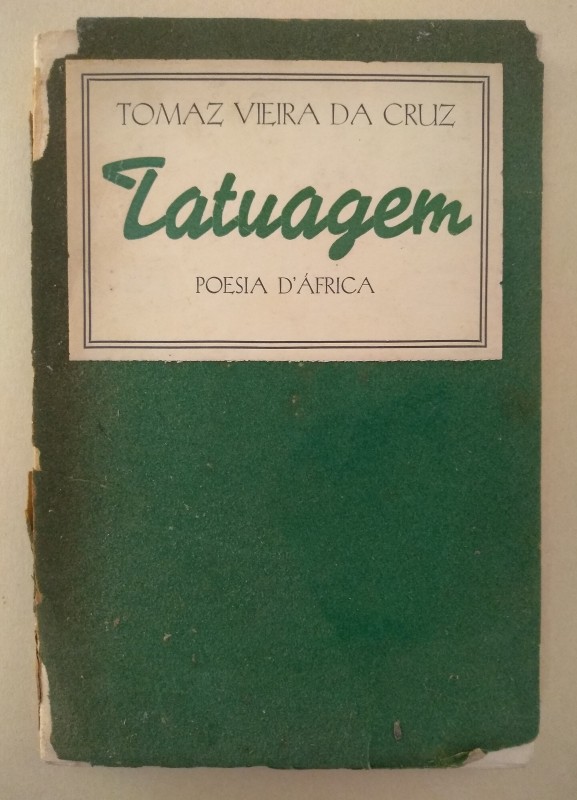 TOMAZ VIEIRA DA CRUZ
Tatuagem
POESIA D'ÁFRICA